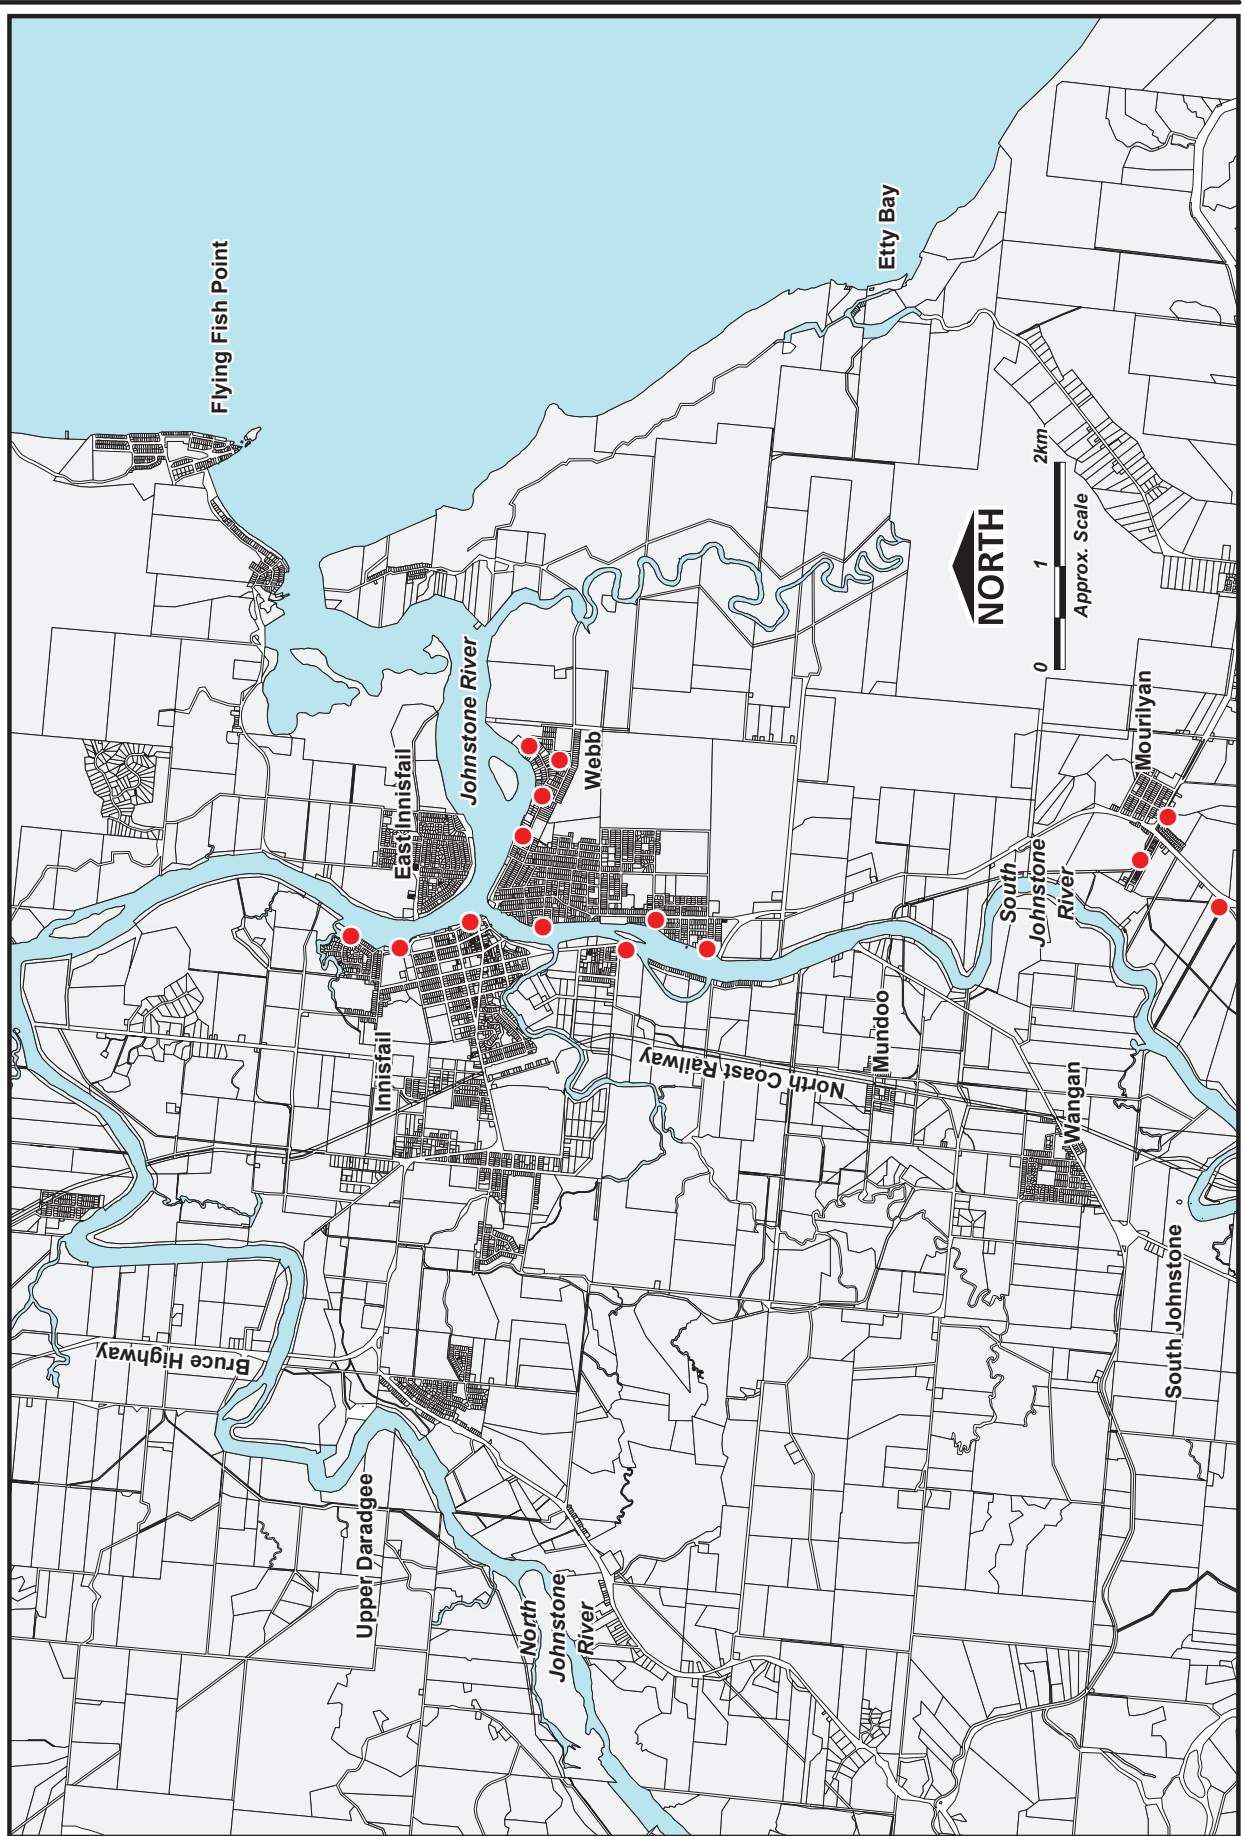 Flying Fish Point
Etty Bay
Johnstone River
East Innisfail
Webb
NORTH
0 1 2km
Approx. Scale
Mourilyan
South
Johnstone
River
Innisfail
North Coast Railway
Mundoo
Wangan
South Johnstone
Bruce Highway
Upper Daradgee
North
Johnstone
River